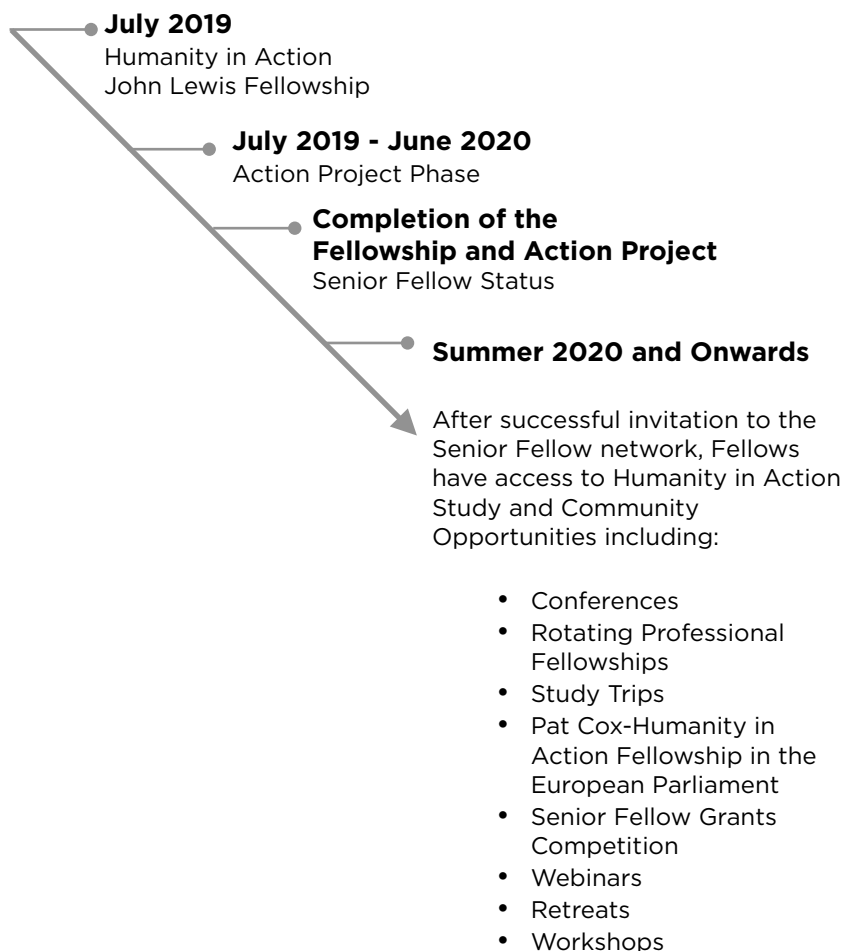 July 2019
Humanity in Action
John Lewis Fellowship
July 2019 - June 2020
Action Project Phase
Completion of the
Fellowship and Action Project
Senior Fellow Status
Summer 2020 and Onwards
After successful invitation to the
Senior Fellow network, Fellows
have access to Humanity in Action
Study and Community
Opportunities including:
• Conferences
• Rotating Professional
Fellowships
• Study Trips
• Pat Cox-Humanity in
Action Fellowship in the
European Parliament
• Senior Fellow Grants
Competition
• Webinars
• Retreats
• Workshops